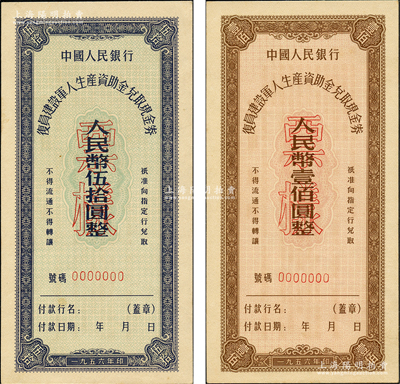 中國人民銀行
復員建設軍人生產資助金兌取現金券
人民幣伍拾圓整
票樣
祇准向指定行兌取
不得流通不得轉讓
號碼 0000000
付款行名： (蓋章)
付款日期： 年 月 日
一九五六年印
中國人民銀行
復員建設軍人生產資助金兌取現金券
人民幣壹佰圓整
票樣
祇准向指定行兌取
不得流通不得轉讓
號碼 0000000
付款行名： (蓋章)
付款日期： 年 月 日
一九五六年印